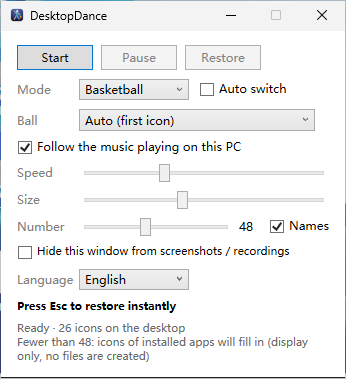 DesktopDance
Start Pause Restore
Mode Basketball Auto switch
Ball Auto (first icon)
Follow the music playing on this PC
Speed
Size
Number 48 Names
Hide this window from screenshots / recordings
Language English
Press Esc to restore instantly
Ready · 26 icons on the desktop
Fewer than 48: icons of installed apps will fill in (display
only, no files are created)